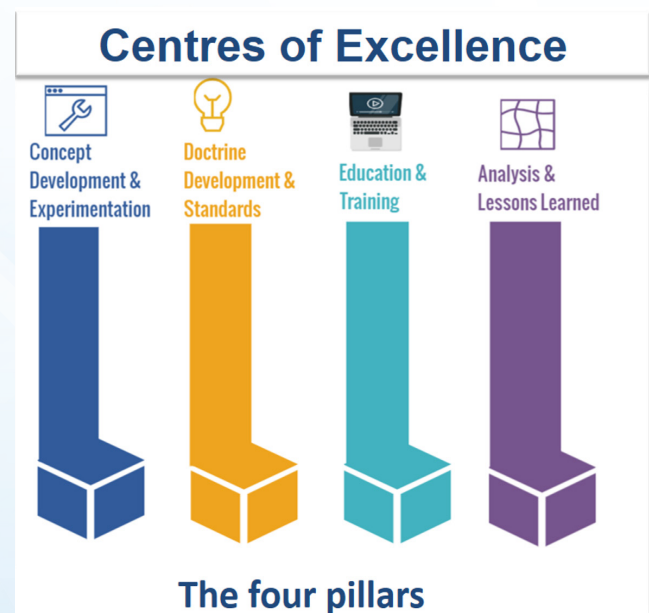 Centres of Excellence
Concept
Development &
Experimentation
Doctrine
Development &
Standards
Education &
Training
Analysis &
Lessons Learned
The four pillars